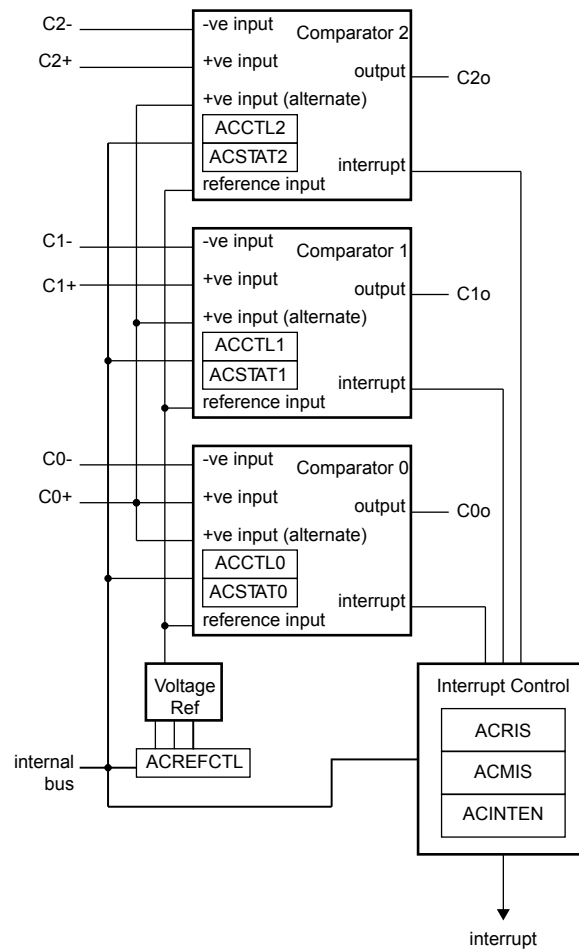 C2-
-ve input
Comparator 2
C2+
+ve input
output
C2o
+ve input (alternate)
ACCTL2
ACSTAT2
interrupt
reference input
C1-
-ve input
Comparator 1
C1+
+ve input
output
C1o
+ve input (alternate)
ACCTL1
ACSTAT1
interrupt
reference input
C0-
-ve input
Comparator 0
C0+
+ve input
output
C0o
+ve input (alternate)
ACCTL0
ACSTAT0
interrupt
reference input
Voltage
Ref
Interrupt Control
ACRIS
internal
bus
ACREFCTL
ACMIS
ACINTEN
interrupt